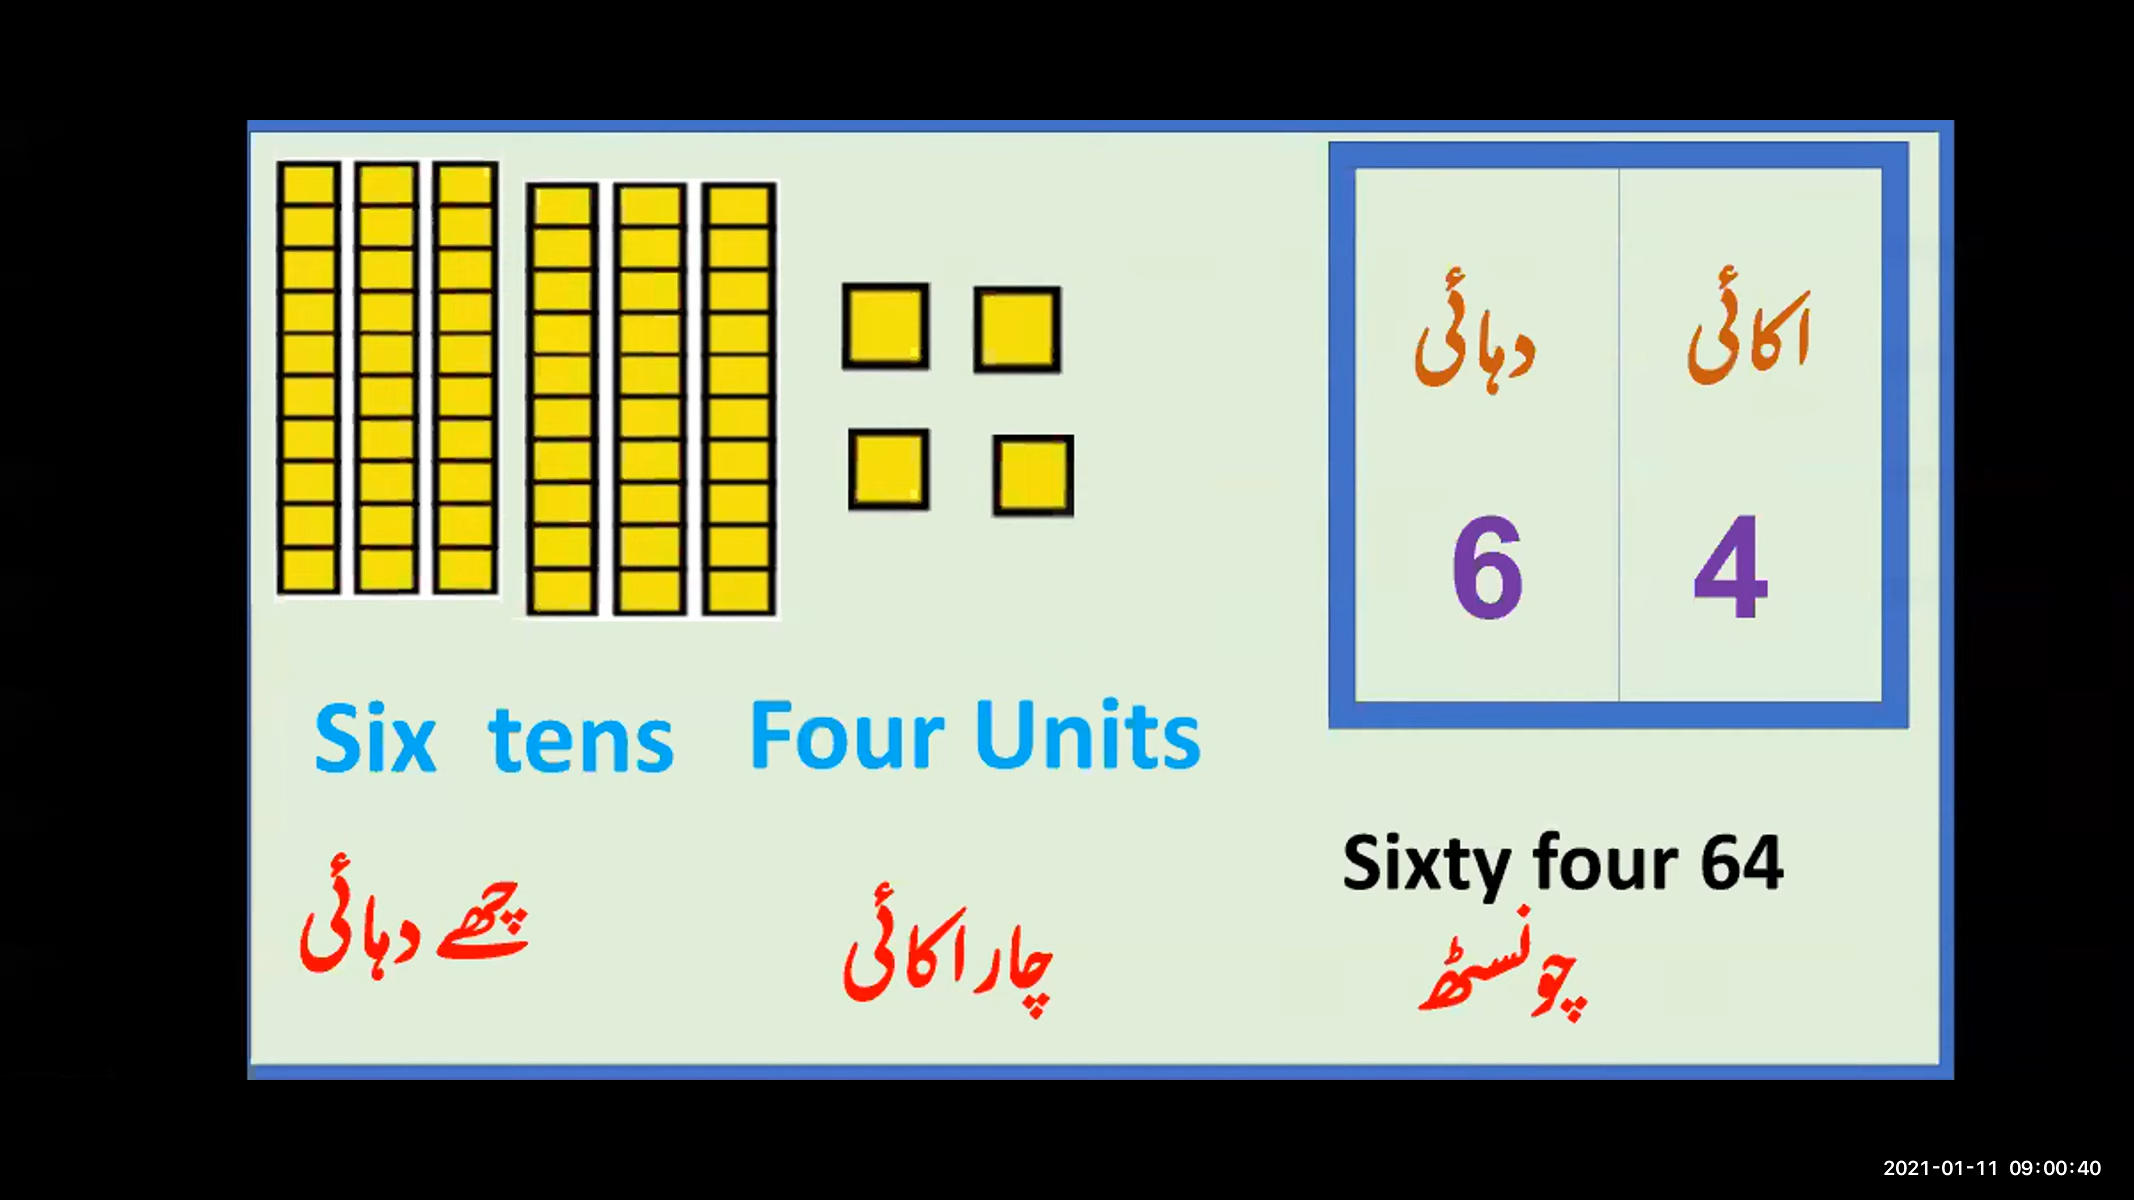 دہائی اکائی
6 4
Six tens Four Units
Sixty four 64
چھے دہائی
چار اکائی
چونسٹھ
2021-01-11 09:00:40